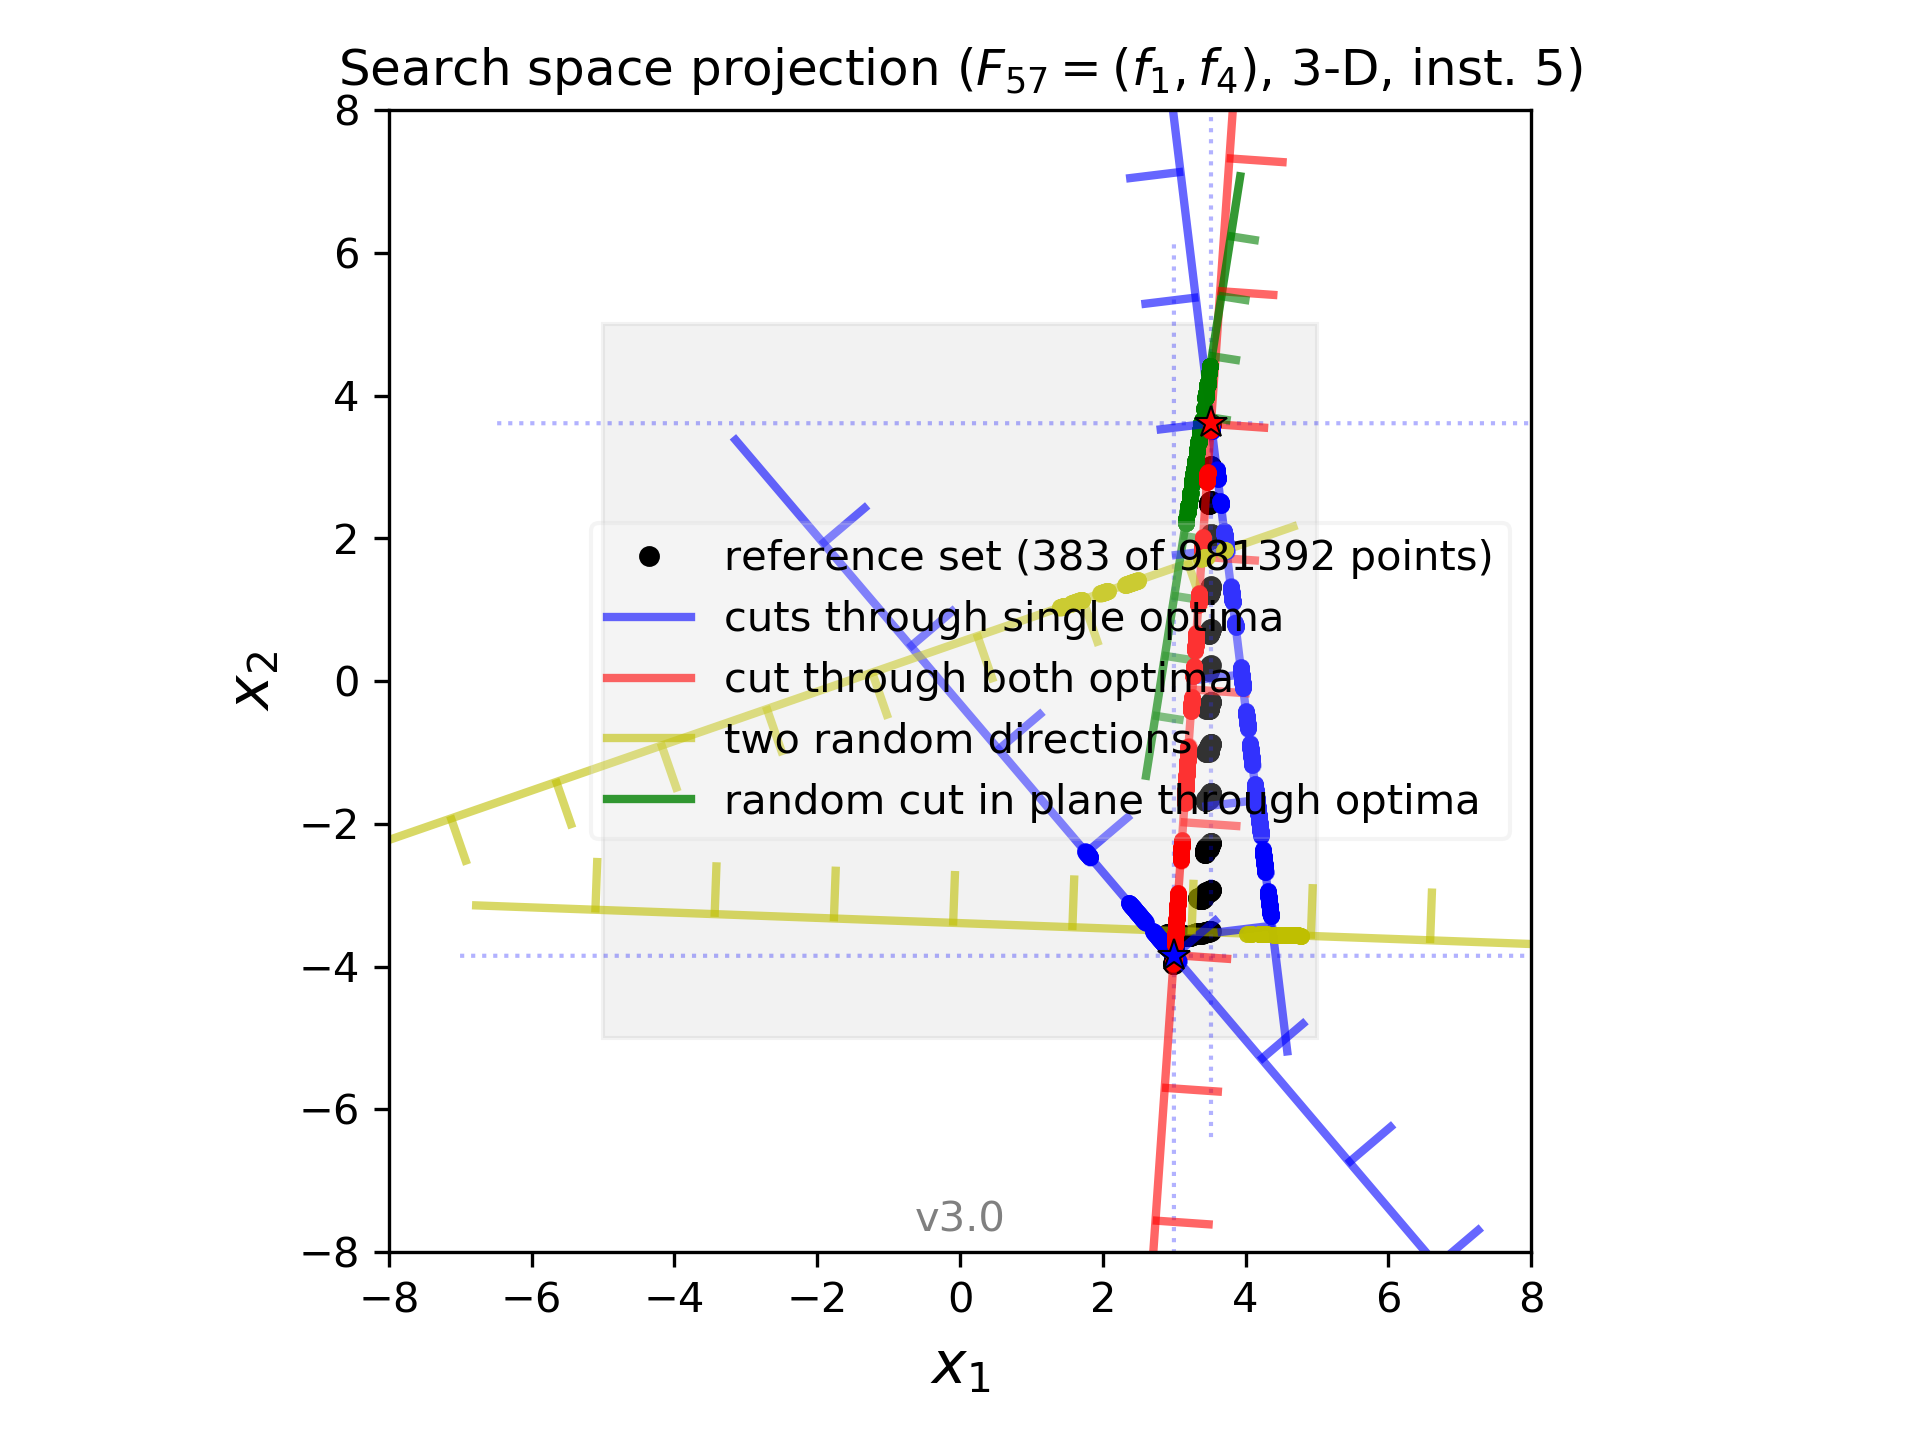 Search space projection (F₅₇ = (f₁, f₄), 3-D, inst. 5)
8
6
4
2
0
−2
−4
−6
−8
x₂
reference set (383 of 981392 points)
cuts through single optima
cut through both optima
two random directions
random cut in plane through optima
v3.0
−8 −6 −4 −2 0 2 4 6 8
x₁